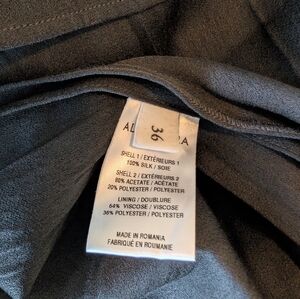 36
SHELL 1 / EXTÉRIEURS 1
100% SILK / SOIE
SHELL 2 / EXTÉRIEURS 2
80% ACETATE / ACÉTATE
20% POLYESTER / POLYESTER
LINING / DOUBLURE
64% VISCOSE / VISCOSE
36% POLYESTER / POLYESTER
MADE IN ROMANIA
FABRIQUÉ EN ROUMANIE